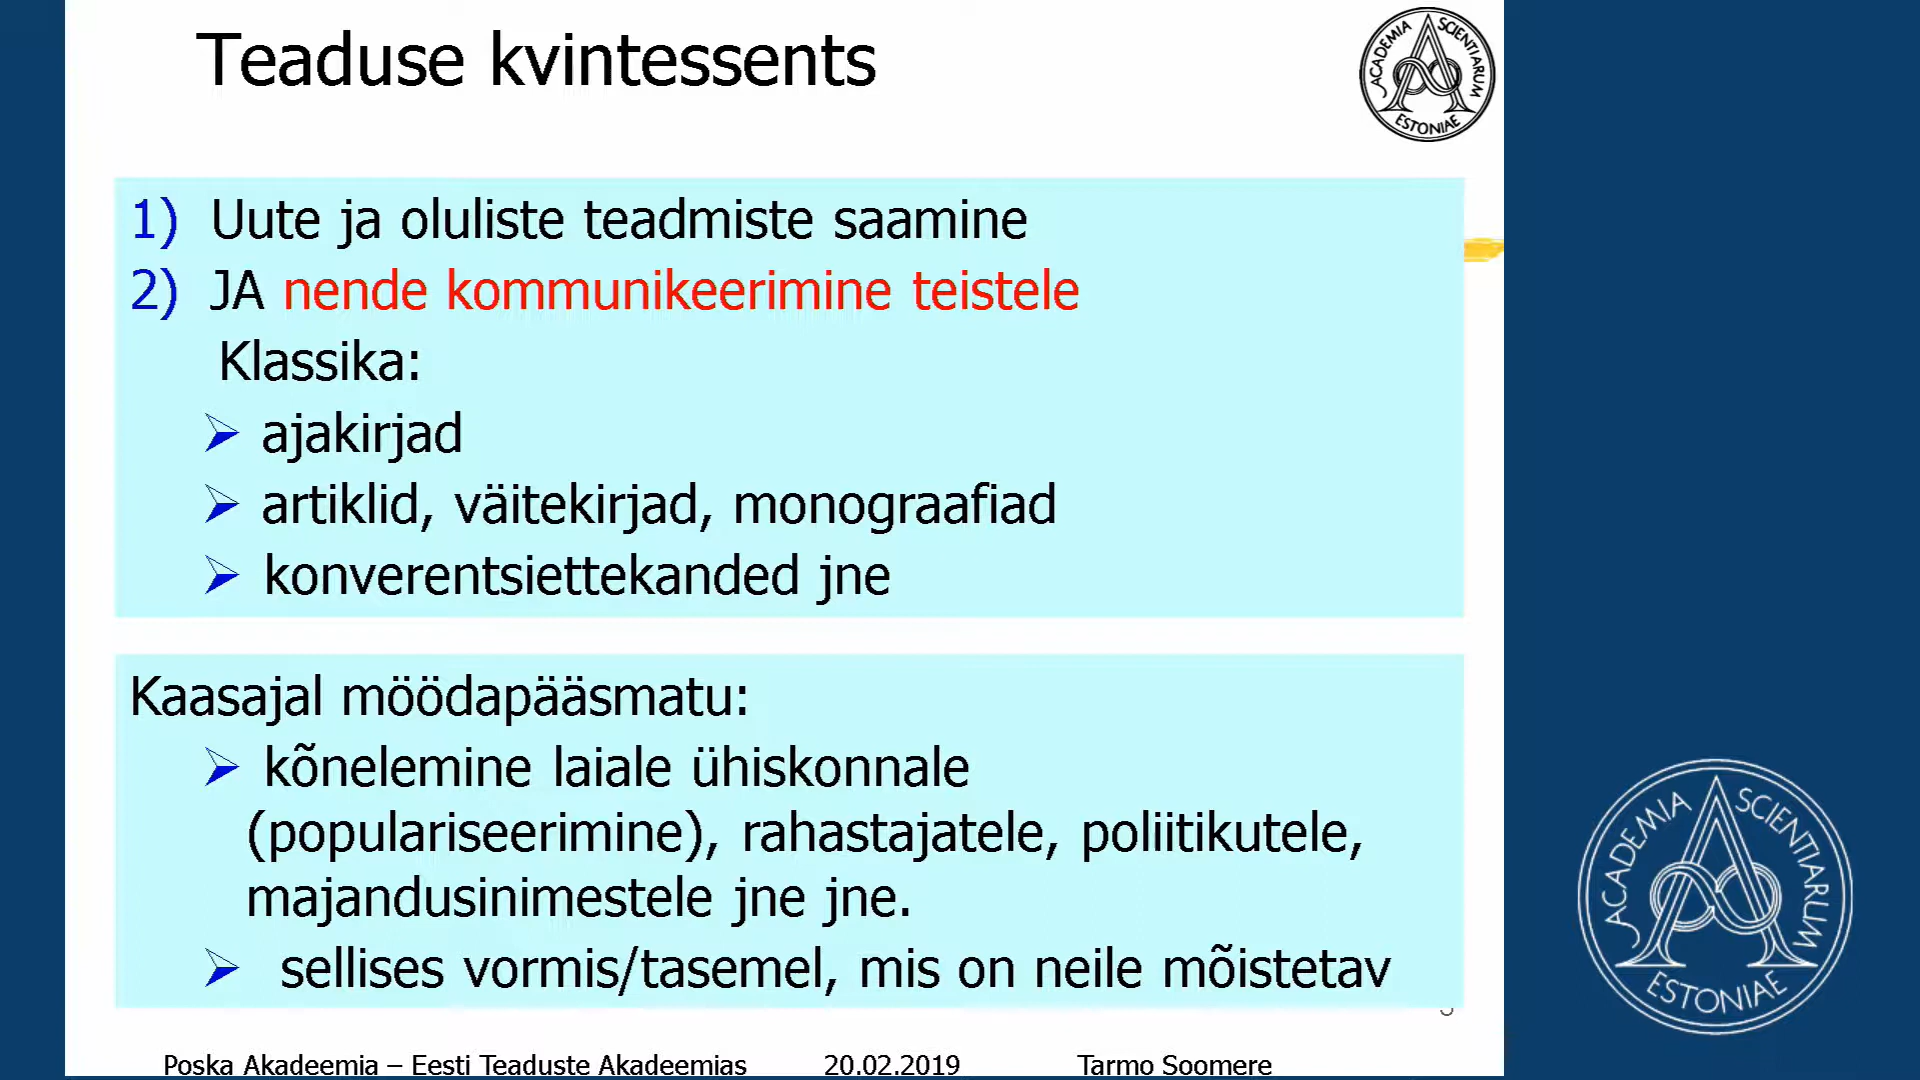 Teaduse kvintessents
ACADEMIA SCIENTIARUM ESTONIAE
1) Uute ja oluliste teadmiste saamine
2) JA nende kommunikeerimine teistele
Klassika:
➢ ajakirjad
➢ artiklid, väitekirjad, monograafiad
➢ konverentsiettekanded jne
Kaasajal möödapääsmatu:
➢ kõnelemine laiale ühiskonnale
(populariseerimine), rahastajatele, poliitikutele,
majandusinimestele jne jne.
➢ sellises vormis/tasemel, mis on neile mõistetav
Poska Akadeemia – Eesti Teaduste Akadeemias 20.02.2019 Tarmo Soomere
ACADEMIA SCIENTIARUM ESTONIAE